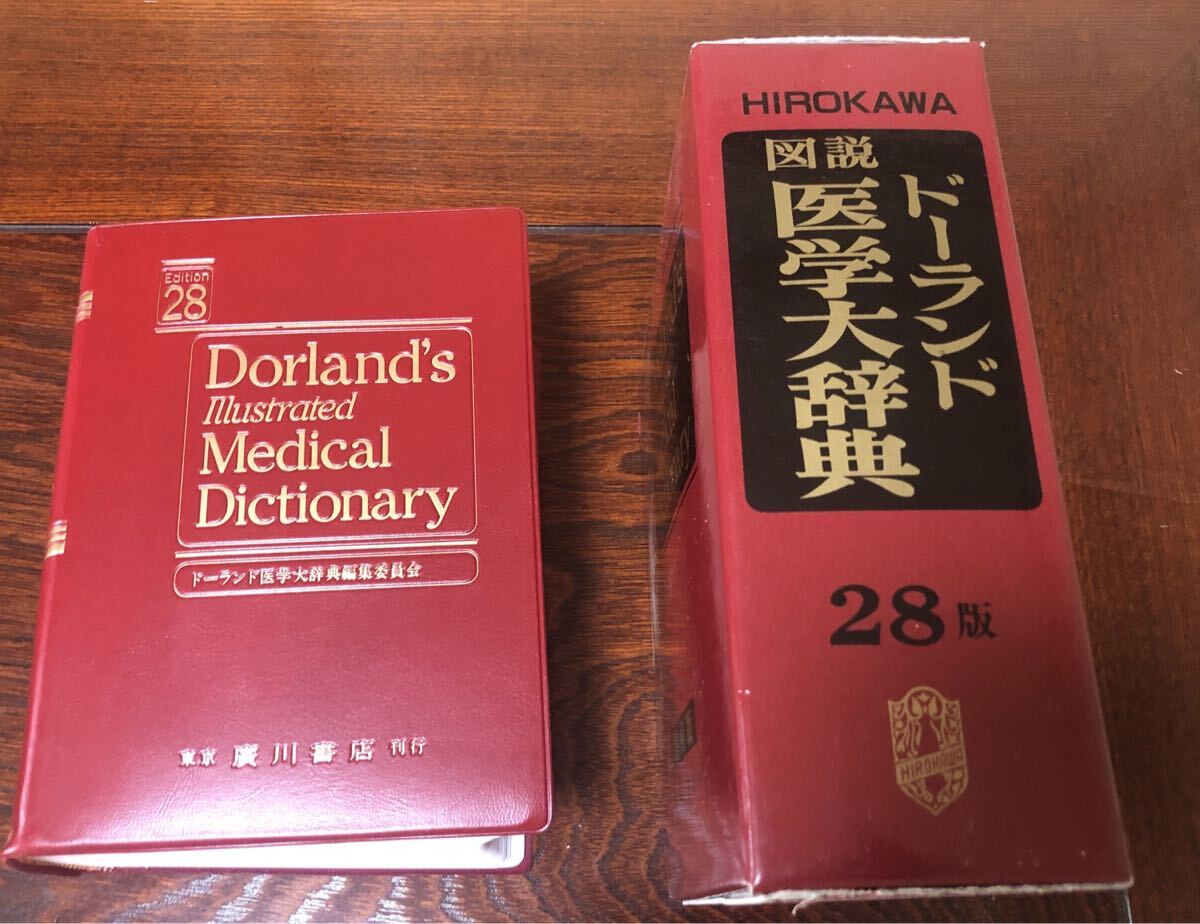 Edition
28
Dorland's
Illustrated
Medical
Dictionary
ドーランド医学大辞典編集委員会
東京 廣川書店 刊行
HIROKAWA
ドーランド
図説
医学大辞典
28版
HIROKAWA